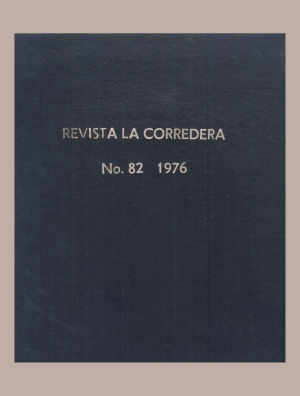 REVISTA LA CORREDERA
No. 82 1976